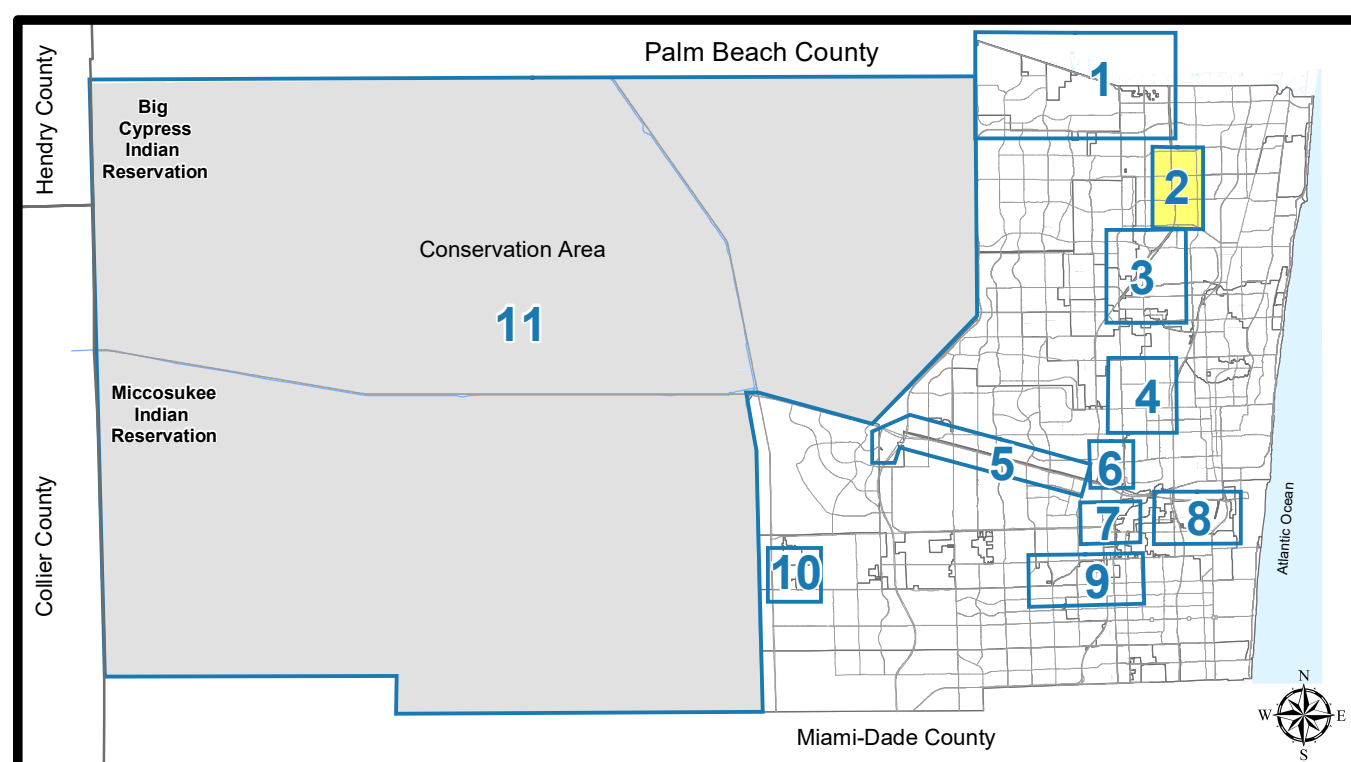 Palm Beach County
Hendry County
Big
Cypress
Indian
Reservation
1
2
Conservation Area
3
11
Miccosukee
Indian
Reservation
4
5
6
7
8
Atlantic Ocean
Collier County
10
9
N
W
E
S
Miami-Dade County